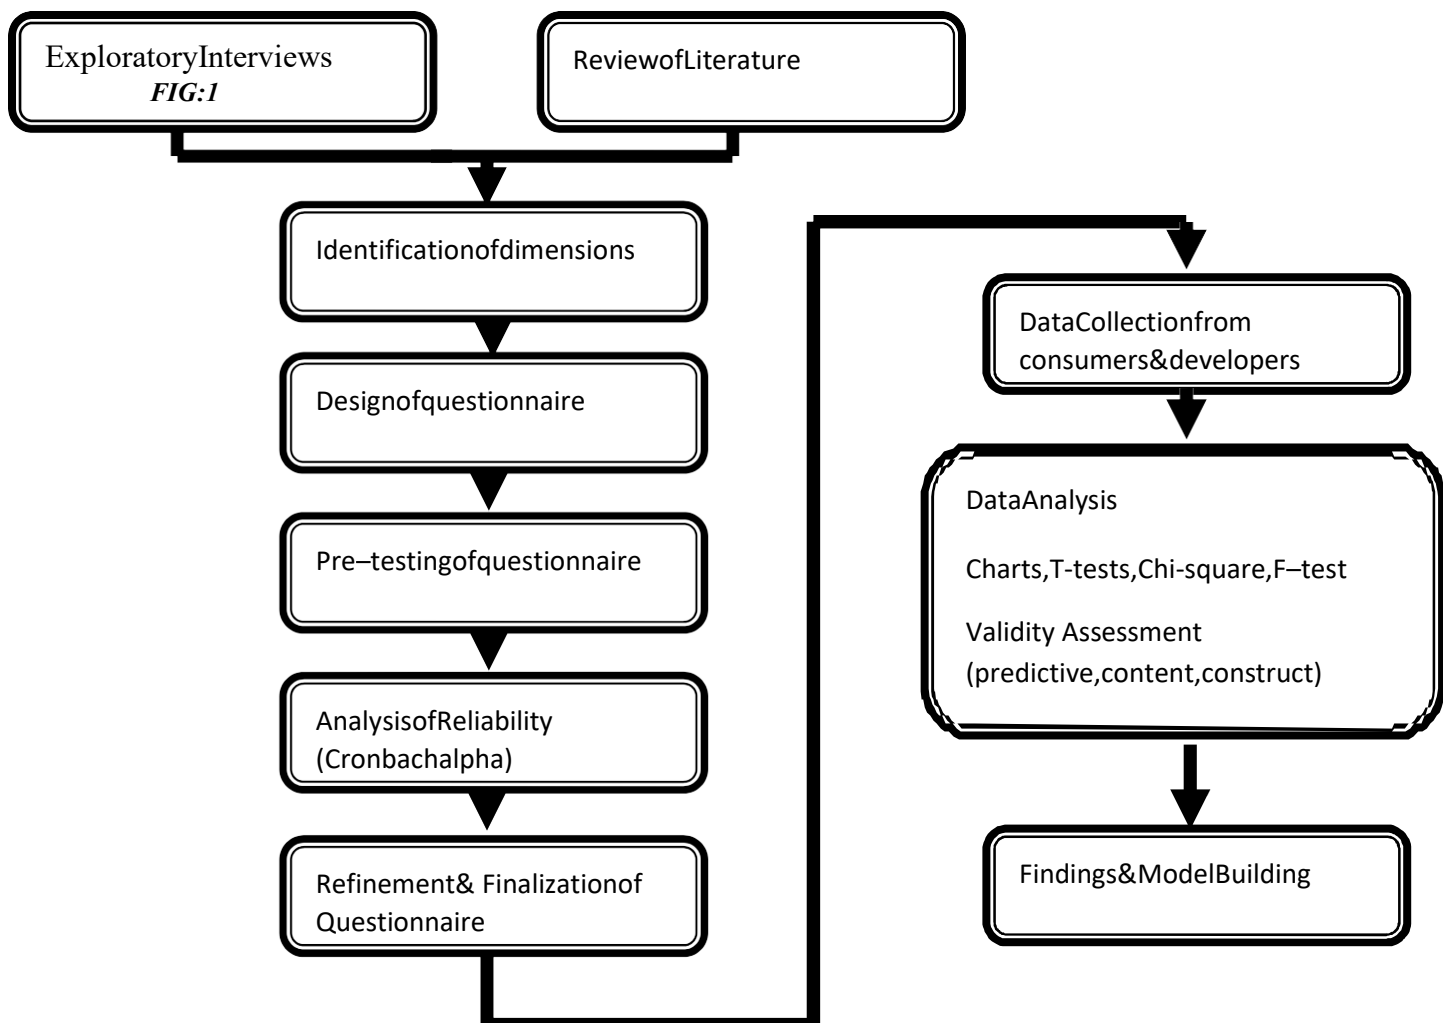 ExploratoryInterviews
FIG:1
ReviewofLiterature
Identificationofdimensions
Designofquestionnaire
Pre–testingofquestionnaire
AnalysisofReliability
(Cronbachalpha)
Refinement& Finalizationof
Questionnaire
DataCollectionfrom
consumers&developers
DataAnalysis
Charts,T-tests,Chi-square,F–test
Validity Assessment
(predictive,content,construct)
Findings&ModelBuilding